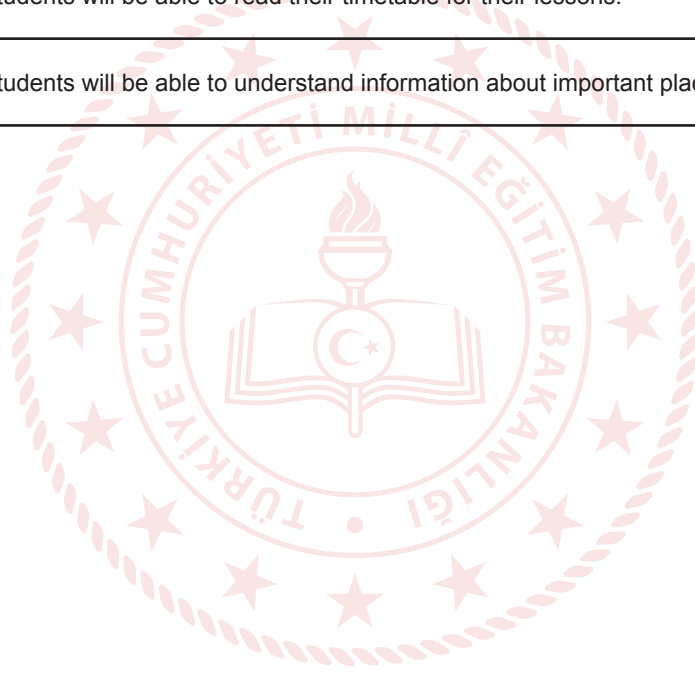 tudents will be able to read their timetable for their lessons.
tudents will be able to understand information about important plac
TÜRKİYE CUMHURİYETİ MİLLÎ EĞİTİM BAKANLIĞI